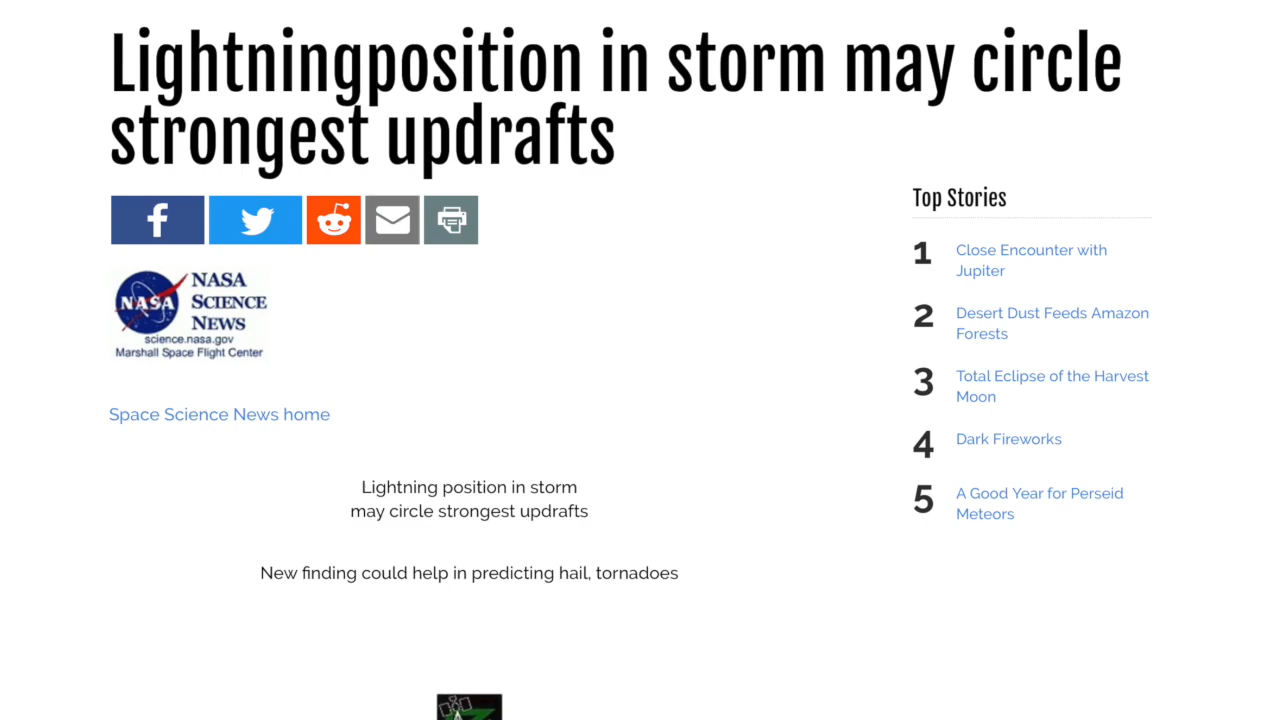 Lightningposition in storm may circle
strongest updrafts
NASA
NASA
SCIENCE
NEWS
science.nasa.gov
Marshall Space Flight Center
Space Science News home
Lightning position in storm
may circle strongest updrafts
New finding could help in predicting hail, tornadoes
Top Stories
1 Close Encounter with
Jupiter
2 Desert Dust Feeds Amazon
Forests
3 Total Eclipse of the Harvest
Moon
4 Dark Fireworks
5 A Good Year for Perseid
Meteors